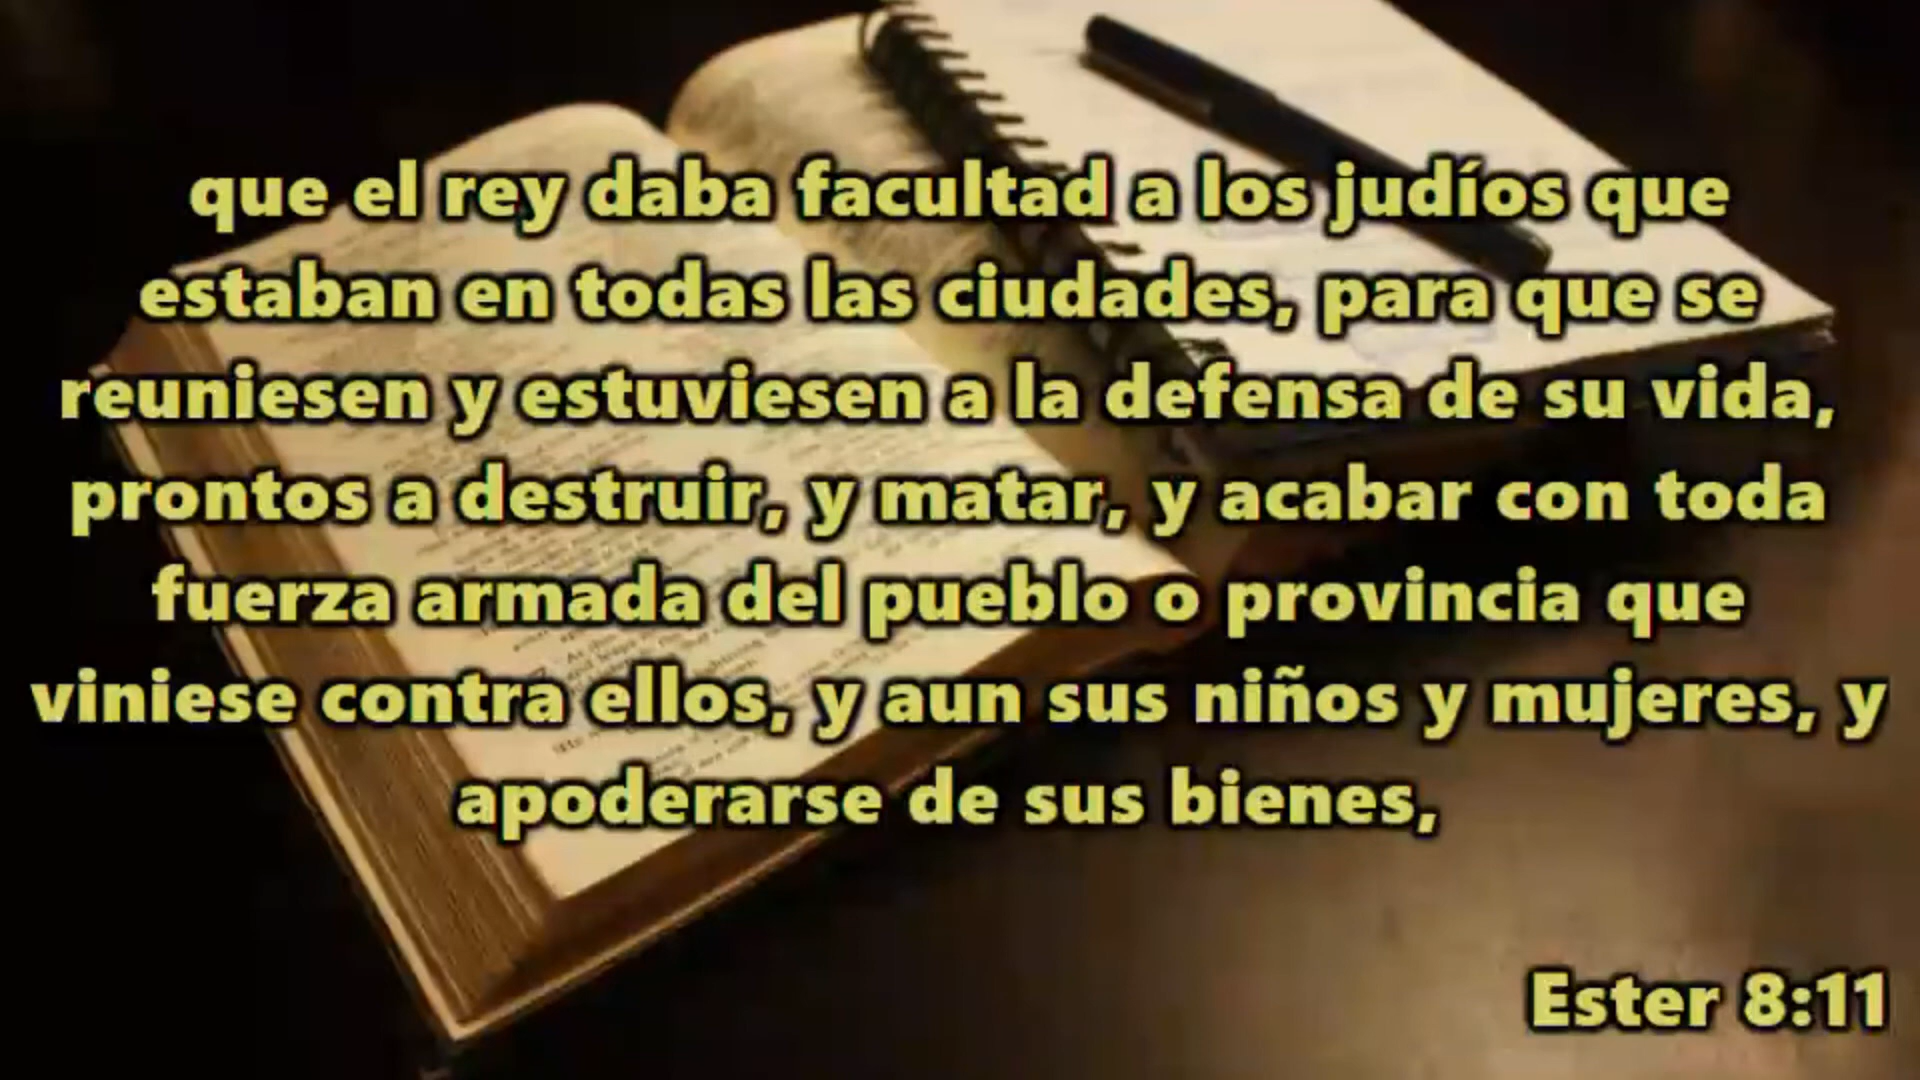 que el rey daba facultad a los judíos que
estaban en todas las ciudades, para que se
reuniesen y estuviesen a la defensa de su vida,
prontos a destruir, y matar, y acabar con toda
fuerza armada del pueblo o provincia que
viniese contra ellos, y aun sus niños y mujeres, y
apoderarse de sus bienes,
Ester 8:11